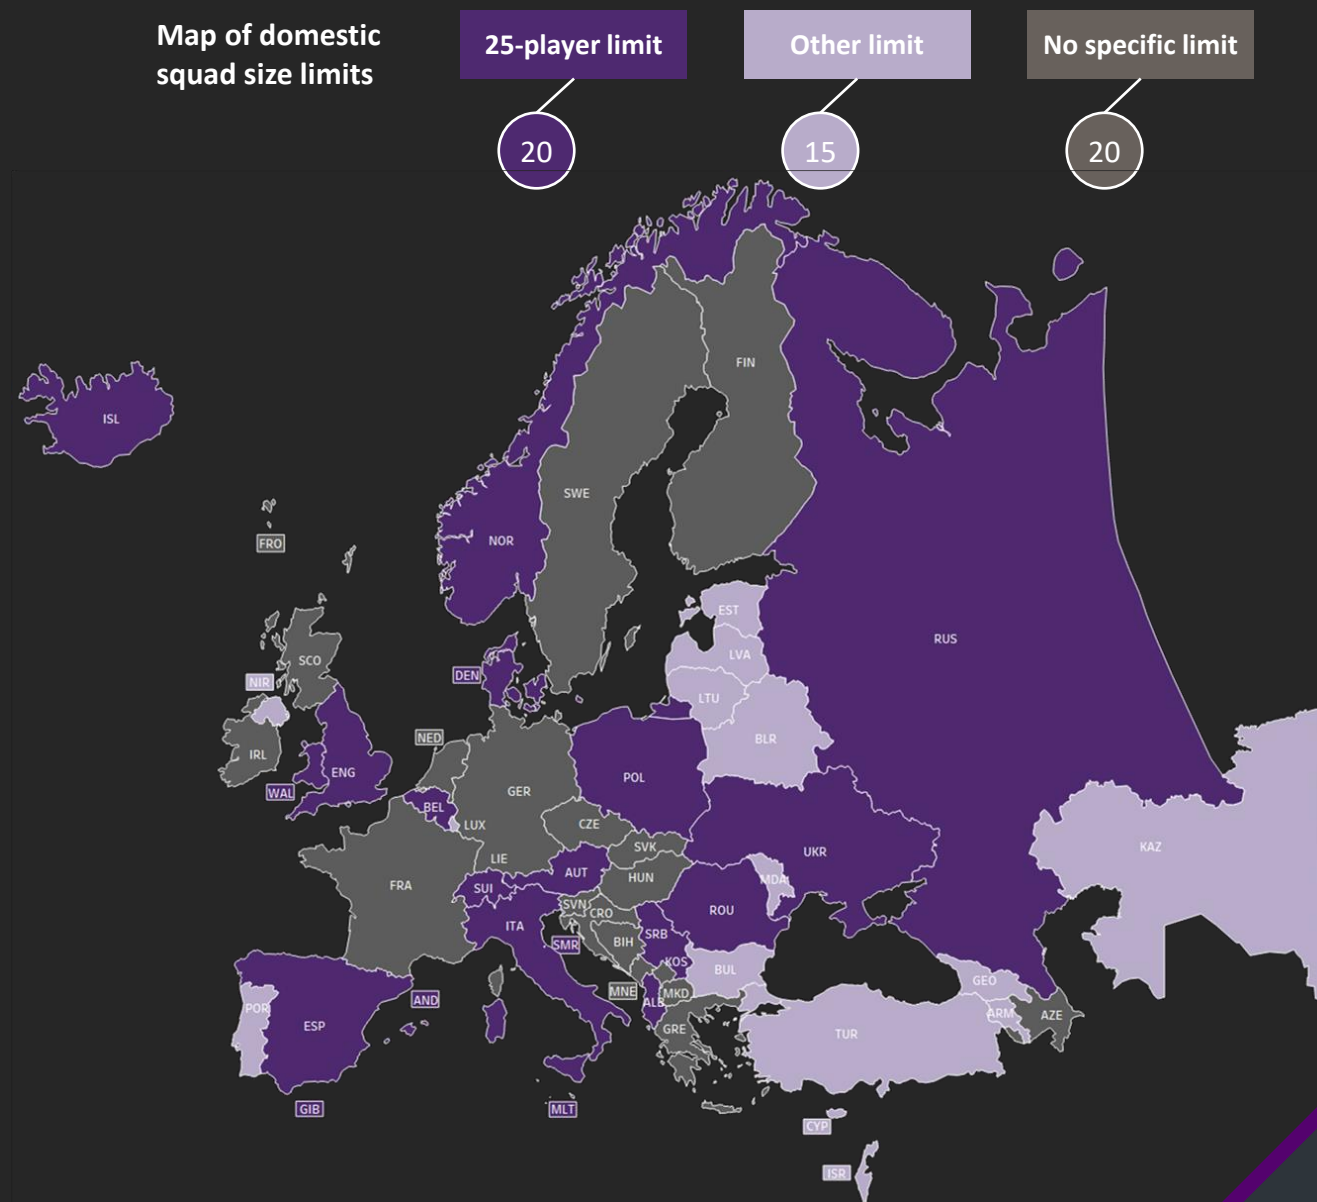 Map of domestic
squad size limits
25-player limit
Other limit
No specific limit
20
15
20
ISL
FIN
SWE
NOR
FRO
EST
RUS
LVA
SCO
DEN
NIR
LTU
BLR
NED
IRL
ENG
POL
WAL
GER
BEL
LUX
CZE
SVK
UKR
KAZ
LIE
AUT
HUN
MDA
FRA
SUI
SVN
CRO
ROU
ITA
SRB
SMR
BIH
KOS
BUL
GEO
MNE
MKD
AND
ALB
POR
ARM
AZE
ESP
GRE
TUR
GIB
MLT
CYP
ISR